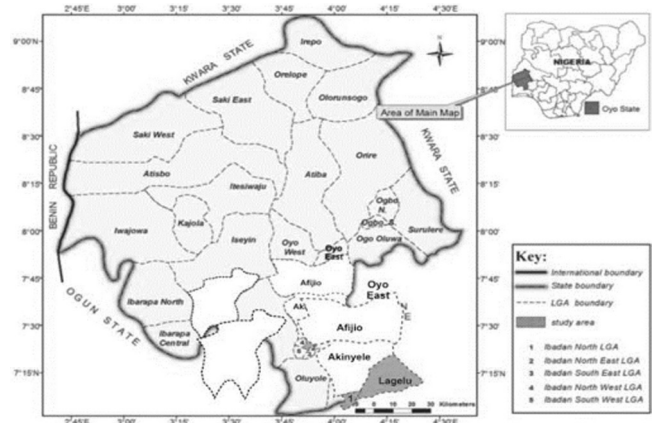 2°45'E 3°00' 3°15' 3°30' 3°45' 4°00' 4°15' 4°30'E
9°00'N
8°45'
8°30'
8°15'
8°00'
7°45'
7°30'
7°15'
9°00'N
8°45'
8°30'
8°15'
8°00'
7°45'
7°30'
7°15'
2°45'E 3°00' 3°15' 3°30' 3°45' 4°00' 4°15' 4°30'E
N
KWARA STATE
Irepo
Orelope
Saki East
Olorunsogo
Area of Main Map
Saki West
KWARA STATE
BENIN REPUBLIC
Atisbo
Itesiwaju
Atiba
Orire
Ogbo. N.
Ogbo. S.
Surulere
Iwajowa
Kajola
Iseyin
Oyo West
Oyo East
Ogo Oluwa
OGUN STATE
Ibarapa North
Afijio
Oyo East
Ibarapa Central
Aki.
Afijio
Akinyele
Oluyole
Lagelu
Kilometers
NIGERIA
Oyo State
Key:
International boundary
State boundary
LGA boundary
study area
1 Ibadan North LGA
2 Ibadan North East LGA
3 Ibadan South East LGA
4 Ibadan North West LGA
5 Ibadan South West LGA